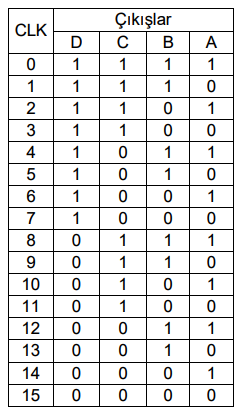 CLK Çıkışlar
D C B A
0 1 1 1 1
1 1 1 1 0
2 1 1 0 1
3 1 1 0 0
4 1 0 1 1
5 1 0 1 0
6 1 0 0 1
7 1 0 0 0
8 0 1 1 1
9 0 1 1 0
10 0 1 0 1
11 0 1 0 0
12 0 0 1 1
13 0 0 1 0
14 0 0 0 1
15 0 0 0 0